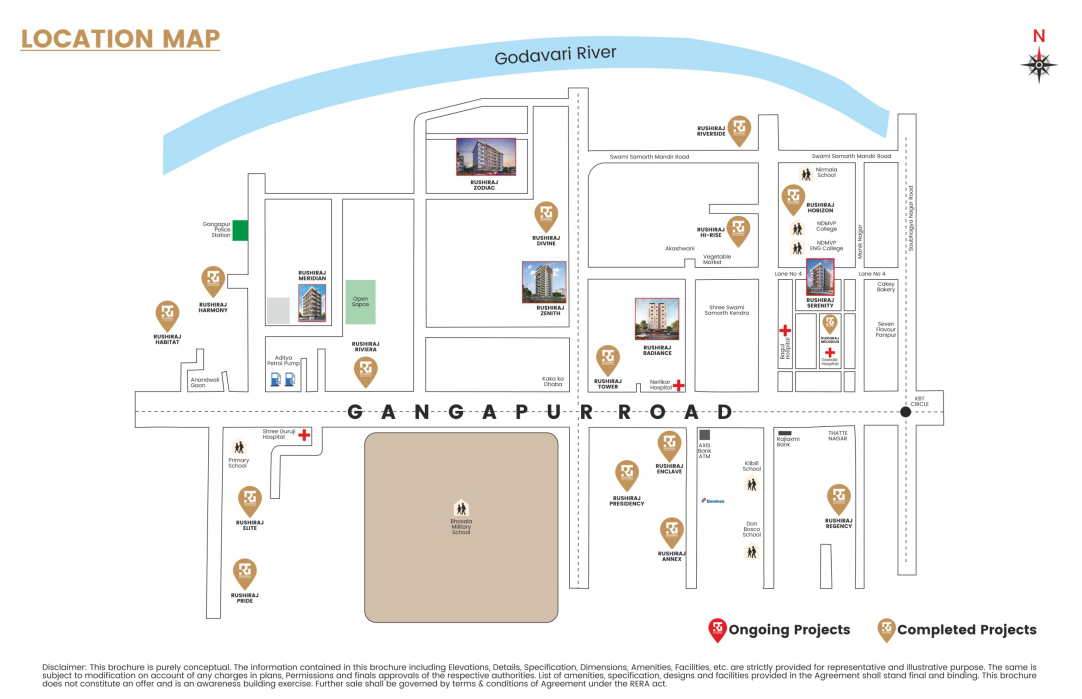 LOCATION MAP
N
Godavari River
RUSHIRAJ
RIVERSIDE
Swami Samarth Mandir Road
Swami Samarth Mandir Road
Nirmala
School
RUSHIRAJ
ZODIAC
RUSHIRAJ
HORIZON
Saubhagya Nagar Road
Gangapur
Police
Station
RUSHIRAJ
DIVINE
RUSHIRAJ
HI-RISE
NDMVP
College
NDMVP
ENG College
Manik Nagar
Akashwani
Vegetable
Market
RUSHIRAJ
MERIDIAN
Lane No 4
Lane No 4
RUSHIRAJ
HARMONY
Open
Sapce
RUSHIRAJ
ZENITH
RUSHIRAJ
SERENITY
Cakey
Bakery
Shree Swami
Samarth Kendra
RUSHIRAJ
HABITAT
RUSHIRAJ
RIVIERA
RUSHIRAJ
RADIANCE
Bagul
Hospital
RUSHIRAJ
MELODIUS
Gawale
Hospital
Seven
Flavour
Panipur
Aditya
Petrol Pump
Anandwali
Gaon
Kaka ka
Dhaba
RUSHIRAJ
TOWER
Nerlikar
Hospital
KBT
CIRCLE
GANGAPUR ROAD
Shree Guruji
Hospital
Primary
School
AXIS
Bank
ATM
Rajlaxmi
Bank
THATTE
NAGAR
RUSHIRAJ
ENCLAVE
Kilbill
School
RUSHIRAJ
PRESIDENCY
Domino's
RUSHIRAJ
ELITE
Bhosala
Military
School
RUSHIRAJ
REGENCY
Don
Bosco
School
RUSHIRAJ
ANNEX
RUSHIRAJ
PRIDE
Ongoing Projects
Completed Projects
Disclaimer: This brochure is purely conceptual. The information contained in this brochure including Elevations, Details, Specification, Dimensions, Amenities, Facilities, etc. are strictly provided for representative and illustrative purpose. The same is
subject to modification on account of any charges in plans, Permissions and finals approvals of the respective authorities. List of amenities, specification, designs and facilities provided in the Agreement shall stand final and binding. This brochure
does not constitute an offer and is an awareness building exercise. Further sale shall be governed by terms & conditions of Agreement under the RERA act.